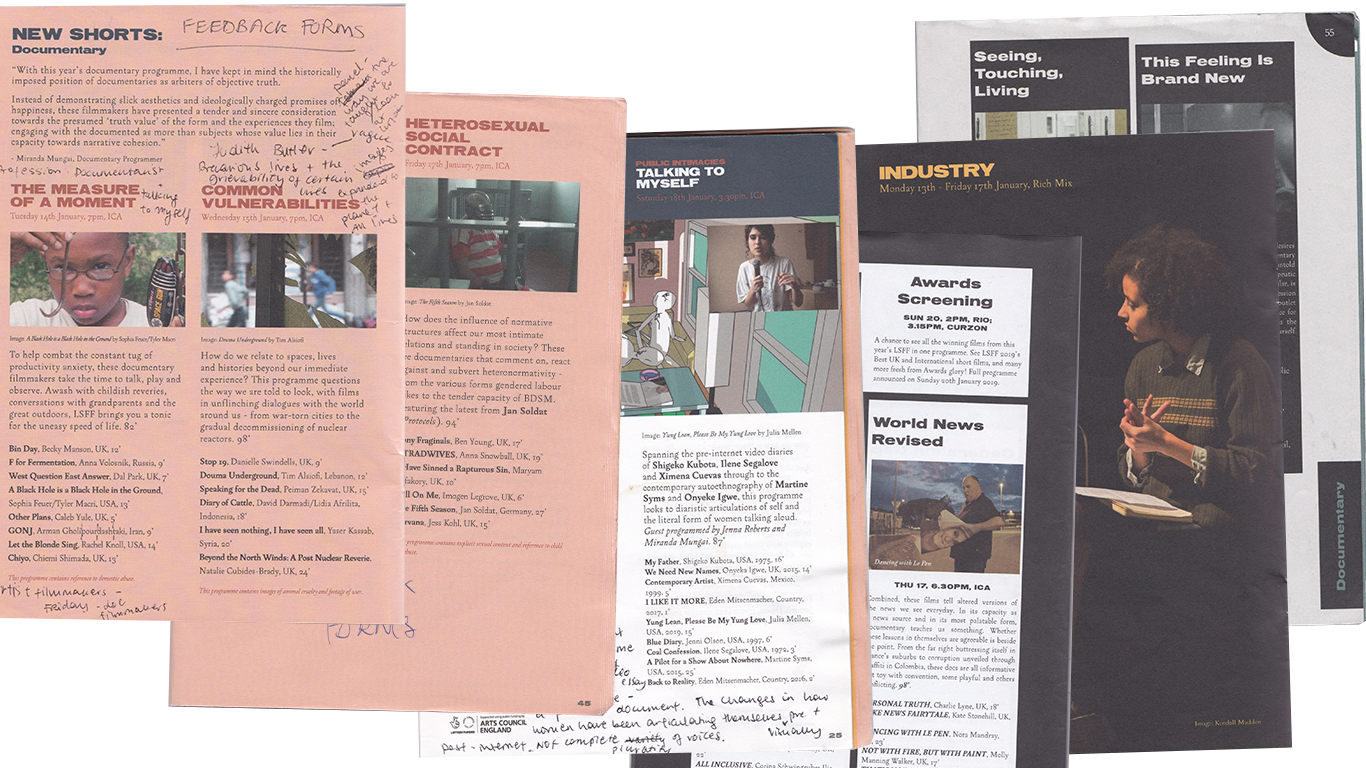 NEW SHORTS:
Documentary
FEEDBACK FORMS
"With this year's documentary programme, I have kept in mind the historically
imposed position of documentaries as arbiters of objective truth.
Instead of demonstrating slick aesthetics and ideologically charged promises of
happiness, these filmmakers have presented a tender and sincere consideration
towards the presumed 'truth value' of the form and the experiences they film;
engaging with the documented as more than subjects whose value lies in their
capacity towards narrative cohesion."
- Miranda Mungai, Documentary Programmer
Judith Butler -
Precarious lives + the
grievability of certain
lives
THE MEASURE
OF A MOMENT
Tuesday 14th January, 7pm, ICA
talking
to myself
SPACE GUN
Image: A Black Hole is a Black Hole in the Ground by Sophia Feuer/Tyler Macri
To help combat the constant tug of
productivity anxiety, these documentary
filmmakers take the time to talk, play and
observe. Awash with childish reveries,
conversations with grandparents and the
great outdoors, LSFF brings you a tonic
for the uneasy speed of life. 82'
Bin Day, Becky Manson, UK, 12'
F for Fermentation, Anna Volosnik, Russia, 9'
West Question East Answer, Dal Park, UK, 7'
A Black Hole is a Black Hole in the Ground,
Sophia Feuer/Tyler Macri, USA, 13'
Other Plans, Caleb Yule, UK, 5'
GONJ, Arman Gholipourdashtaki, Iran, 9'
Let the Blonde Sing, Rachel Knoll, USA, 14'
Chiyo, Chiemi Shimada, UK, 13'
This programme contains reference to domestic abuse.
filmmakers -
Friday - doc
filmmakers
COMMON
VULNERABILITIES
Wednesday 15th January, 7pm, ICA
Image: Douma Underground by Tim Alsiofi
How do we relate to spaces, lives
and histories beyond our immediate
experience? This programme questions
the way we are told to look, with films
in unflinching dialogues with the world
around us - from war-torn cities to the
gradual decommissioning of nuclear
reactors. 98'
Stop 19, Danielle Swindells, UK, 9'
Douma Underground, Tim Alsiofi, Lebanon, 12'
Speaking for the Dead, Peiman Zekavat, UK, 15'
Diary of Cattle, David Darmadi/Lidia Afrilita,
Indonesia, 18'
I have seen nothing, I have seen all, Yaser Kassab,
Syria, 20'
Beyond the North Winds: A Post Nuclear Reverie,
Natalie Cubides-Brady, UK, 24'
This programme contains images of animal cruelty and footage of war.
HETEROSEXUAL
SOCIAL
CONTRACT
Friday 17th January, 7pm, ICA
Image: The Fifth Season by Jan Soldat
How does the influence of normative
structures affect our most intimate
relations and standing in society? These
documentaries that comment on, react
against and subvert heteronormativity -
from the various forms gendered labour
takes to the tender capacity of BDSM.
featuring the latest from Jan Soldat
Protocols). 94'
Fraginals, Ben Young, UK, 17'
TRADWIVES, Anna Snowball, UK, 19'
Have Sinned a Rapturous Sin, Maryam
UK, 10'
On Me, Imogen Legrove, UK, 6'
Fifth Season, Jan Soldat, Germany, 27'
Jess Kohl, UK, 15'
programme contains explicit sexual content and reference to child
abuse.
FORMS
45
PUBLIC INTIMACIES
TALKING TO
MYSELF
Saturday 18th January, 3.30pm, ICA
Image: Yung Lean, Please Be My Yung Love by Julia Mellen
Spanning the pre-internet video diaries
of Shigeko Kubota, Ilene Segalove
and Ximena Cuevas through to the
contemporary autoethnography of Martine
Syms and Onyeke Igwe, this programme
looks to diaristic articulations of self and
the literal form of women talking aloud.
Guest programmed by Jenna Roberts and
Miranda Mungai. 87'
My Father, Shigeko Kubota, USA, 1975, 16'
We Need New Names, Onyeka Igwe, UK, 2015, 14'
Contemporary Artist, Ximena Cuevas, Mexico,
1999, 5'
I LIKE IT MORE, Eden Mitsenmacher, Country,
2017, 1'
Yung Lean, Please Be My Yung Love, Julia Mellen,
USA, 2019, 15'
Blue Diary, Jenni Olson, USA, 1997, 6'
Coal Confession, Ilene Segalove, USA, 1972, 3'
A Pilot for a Show About Nowhere, Martine Syms,
USA, 2015, 25'
Back to Reality, Eden Mitsenmacher, Country, 2016, 2'
essay
document. The changes in how
women have been articulating themselves pre +
post-internet. Not complete variety of voices.
plurality
visually
LOTTERY FUNDED
ARTS COUNCIL
ENGLAND
25
Awards
Screening
SUN 20, 2PM, RIO;
3.15PM, CURZON
A chance to see all the winning films from this
year's LSFF in one programme. See LSFF 2019's
Best UK and International short films, and many
more fresh from Awards glory! Full programme
announced on Sunday 20th January 2019.
World News
Revised
Dancing with Le Pen
THU 17, 6.30PM, ICA
Combined, these films tell altered versions of
the news we see everyday. In its capacity as
news source and in its most palatable form,
documentary teaches us something. Whether
these lessons in themselves are agreeable is beside
the point. From the far right buttressing itself in
France's suburbs to corruption unveiled through
graffiti in Colombia, these docs are all informative
toy with convention, some playful and others
conflicting. 98'
PERSONAL TRUTH, Charlie Lyne, UK, 18'
NEWS FAIRYTALE, Kate Stonehill, UK,
DANCING WITH LE PEN, Nora Mandray,
23'
NOT WITH FIRE, BUT WITH PAINT, Molly
Manning Walker, UK, 17'
22'
ALL INCLUSIVE, Corina Schwingruber Ilić
INDUSTRY
Monday 13th - Friday 17th January, Rich Mix
Image: Kendall Madden
Seeing,
Touching,
Living
This Feeling Is
Brand New
55
Documentary